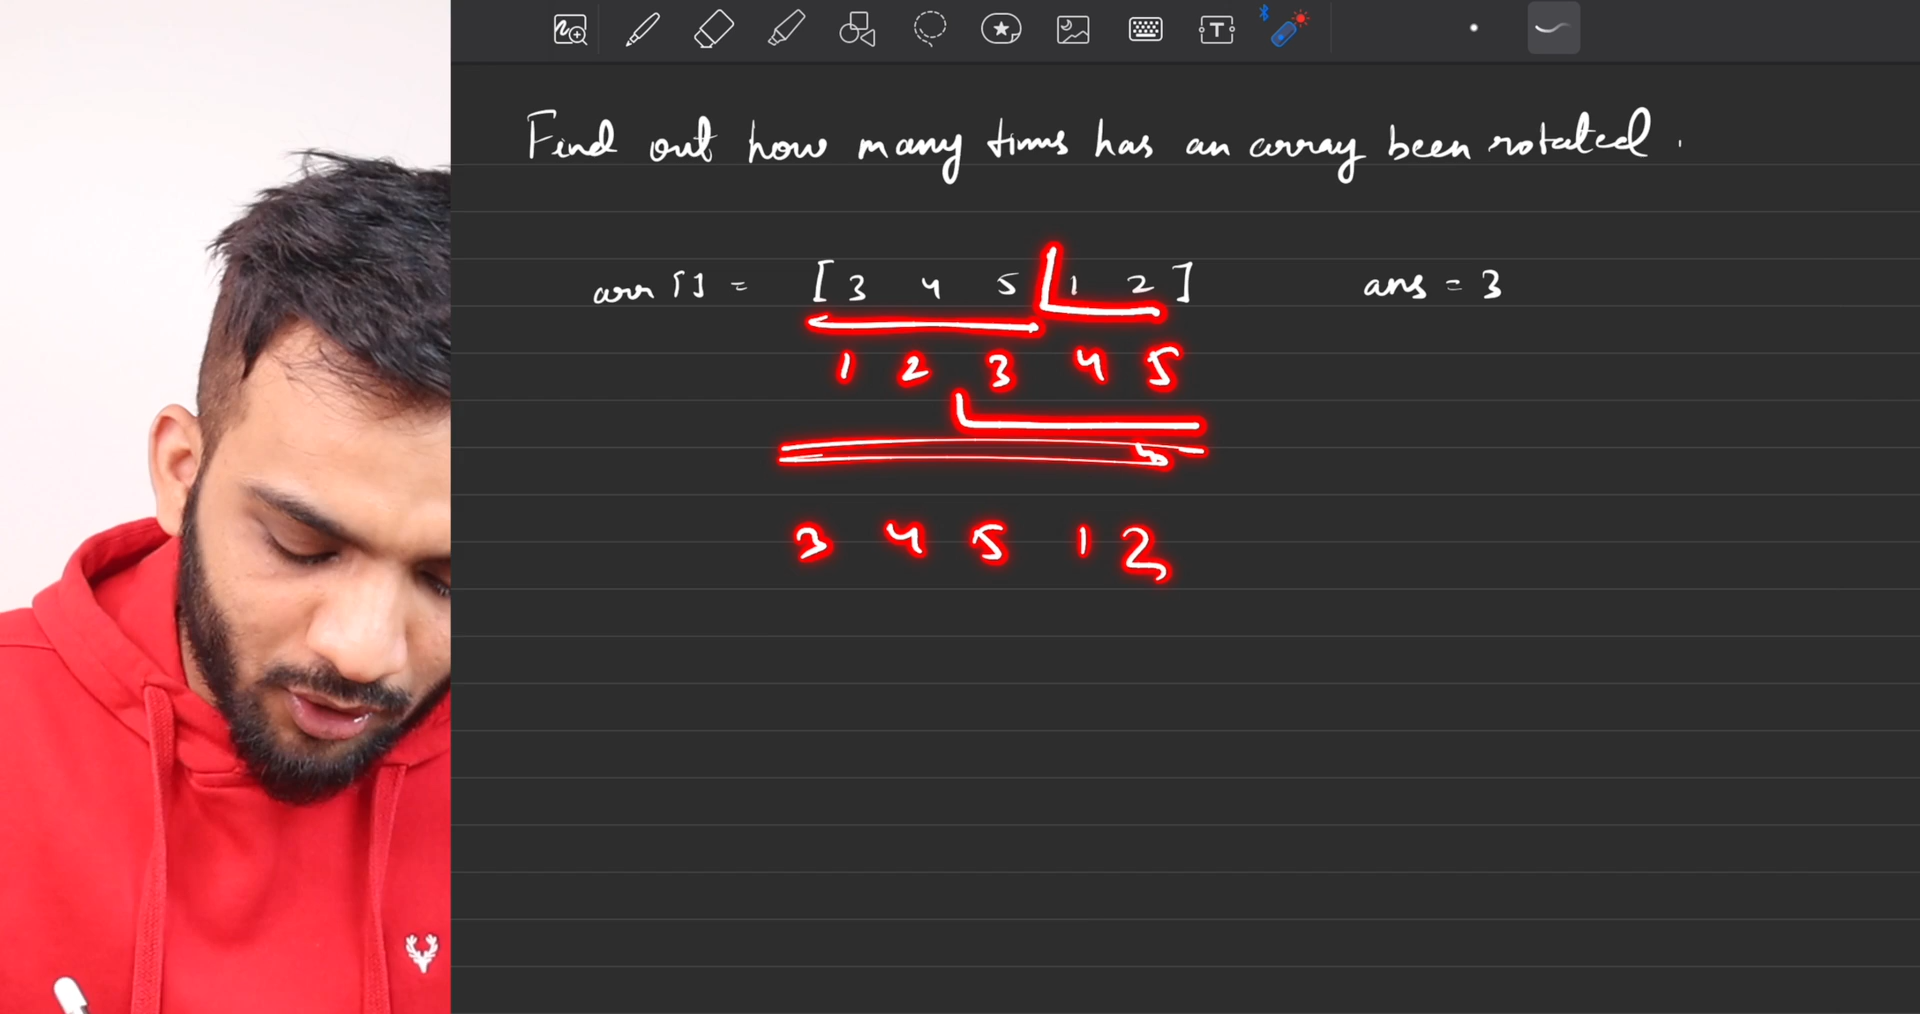 Find out how many times has an array been rotated.
arr[] = [3 4 5 1 2] ans = 3
1 2 3 4 5
3 4 5 1 2